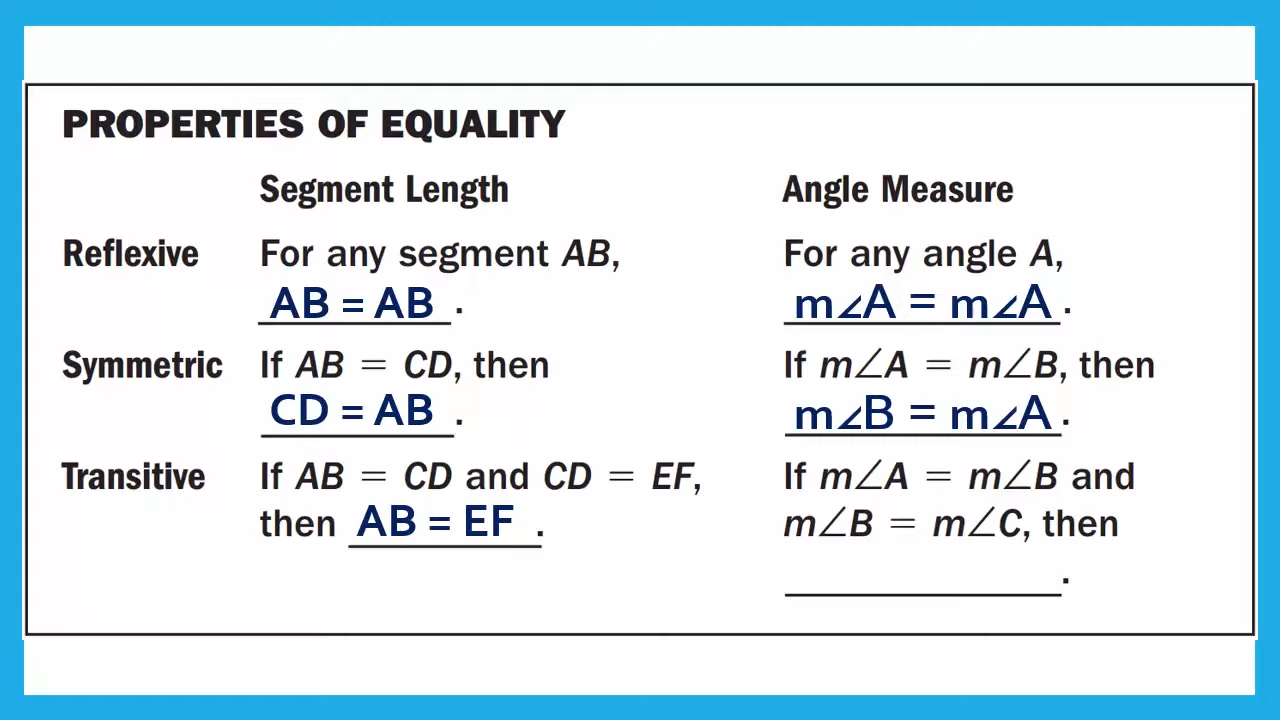 PROPERTIES OF EQUALITY
Segment Length Angle Measure
Reflexive For any segment AB, For any angle A,
AB = AB . m∠A = m∠A .
Symmetric If AB = CD, then If m∠A = m∠B, then
CD = AB . m∠B = m∠A .
Transitive If AB = CD and CD = EF, If m∠A = m∠B and
then AB = EF . m∠B = m∠C, then
____________ .